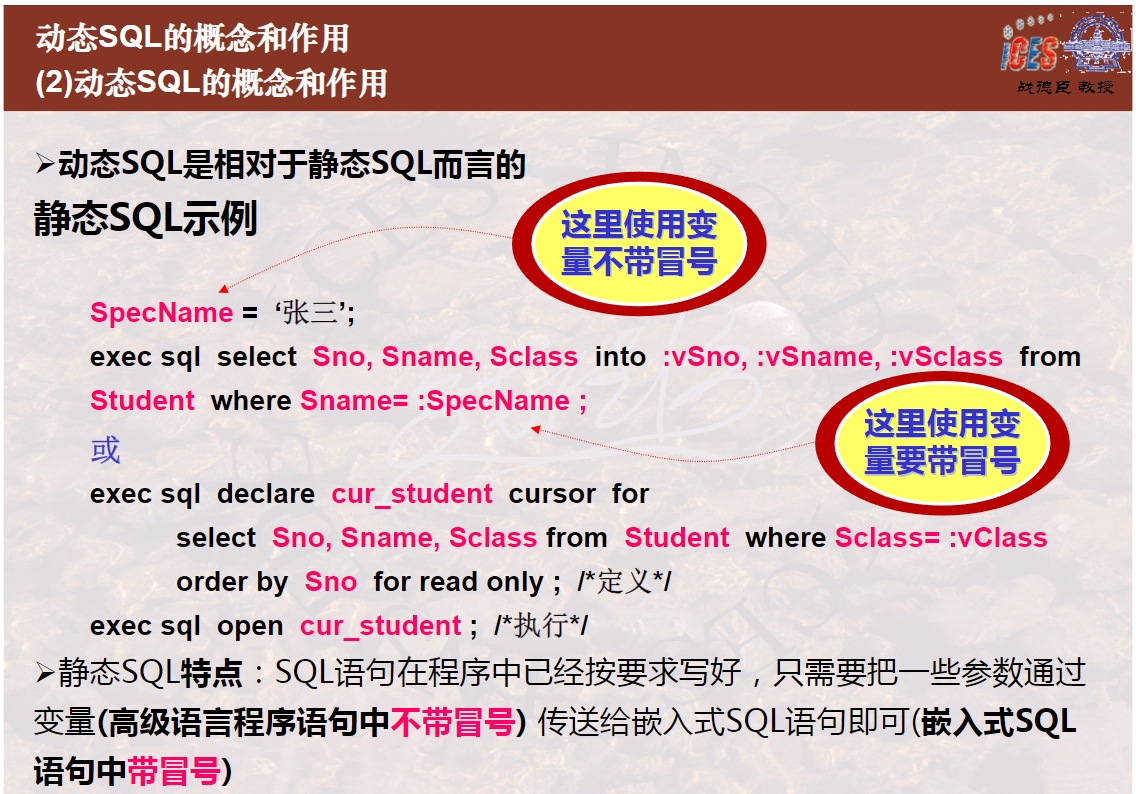 动态SQL的概念和作用
(2)动态SQL的概念和作用
iCES
战德臣 教授
➢动态SQL是相对于静态SQL而言的
静态SQL示例
这里使用变
量不带冒号
SpecName = ‘张三’;
exec sql select Sno, Sname, Sclass into :vSno, :vSname, :vSclass from
Student where Sname= :SpecName ;
这里使用变
量要带冒号
或
exec sql declare cur_student cursor for
select Sno, Sname, Sclass from Student where Sclass= :vClass
order by Sno for read only ; /*定义*/
exec sql open cur_student ; /*执行*/
➢静态SQL特点：SQL语句在程序中已经按要求写好，只需要把一些参数通过
变量(高级语言程序语句中不带冒号) 传送给嵌入式SQL语句即可(嵌入式SQL
语句中带冒号)